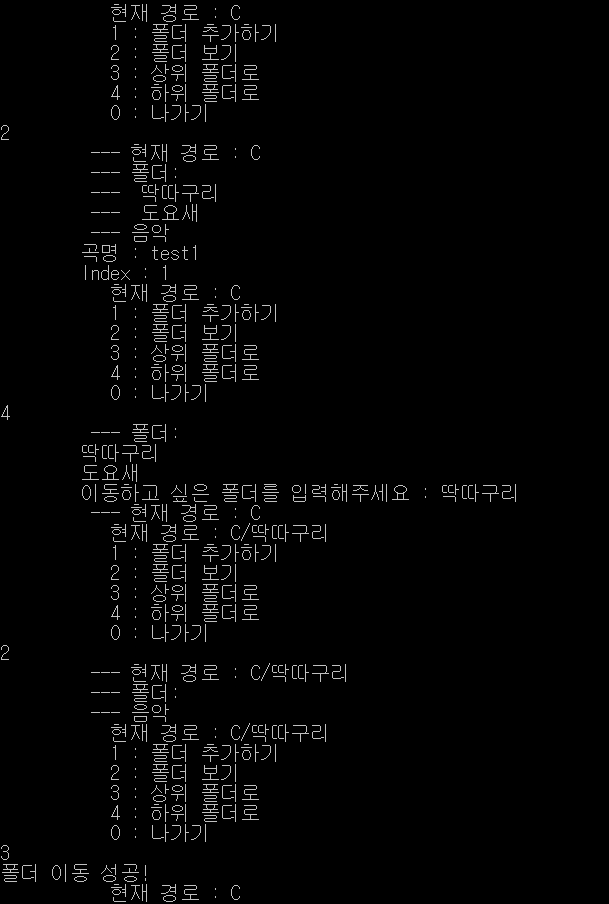 현재 경로 : C
1 : 폴더 추가하기
2 : 폴더 보기
3 : 상위 폴더로
4 : 하위 폴더로
0 : 나가기
2
--- 현재 경로 : C
--- 폴더:
---  딱따구리
---  도요새
--- 음악
곡명 : test1
Index : 1
현재 경로 : C
1 : 폴더 추가하기
2 : 폴더 보기
3 : 상위 폴더로
4 : 하위 폴더로
0 : 나가기
4
--- 폴더:
딱따구리
도요새
이동하고 싶은 폴더를 입력해주세요 : 딱따구리
--- 현재 경로 : C
현재 경로 : C/딱따구리
1 : 폴더 추가하기
2 : 폴더 보기
3 : 상위 폴더로
4 : 하위 폴더로
0 : 나가기
2
--- 현재 경로 : C/딱따구리
--- 폴더:
--- 음악
현재 경로 : C/딱따구리
1 : 폴더 추가하기
2 : 폴더 보기
3 : 상위 폴더로
4 : 하위 폴더로
0 : 나가기
3
폴더 이동 성공!
현재 경로 : C